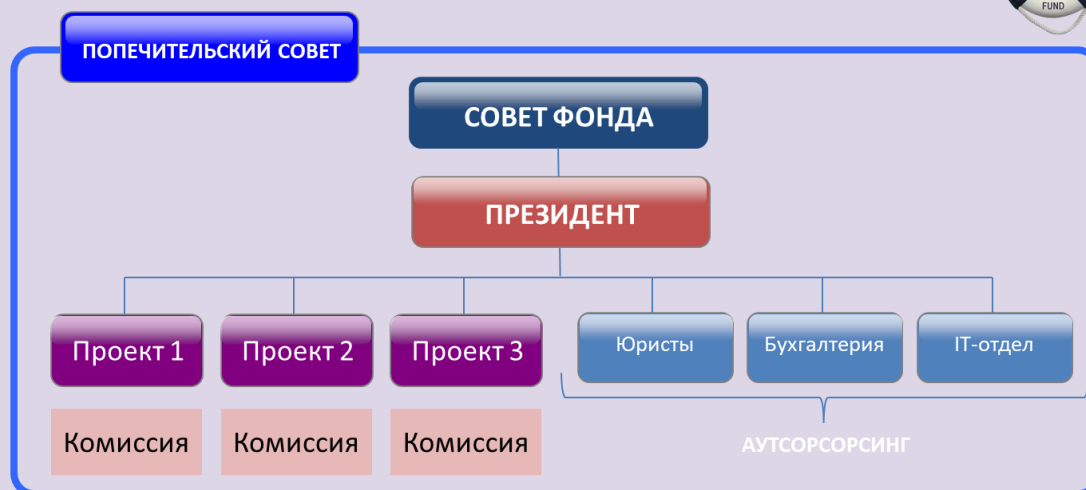 FUND
ПОПЕЧИТЕЛЬСКИЙ СОВЕТ
СОВЕТ ФОНДА
ПРЕЗИДЕНТ
Проект 1
Проект 2
Проект 3
Юристы
Бухгалтерия
IT-отдел
Комиссия
Комиссия
Комиссия
АУТСОРСОРСИНГ